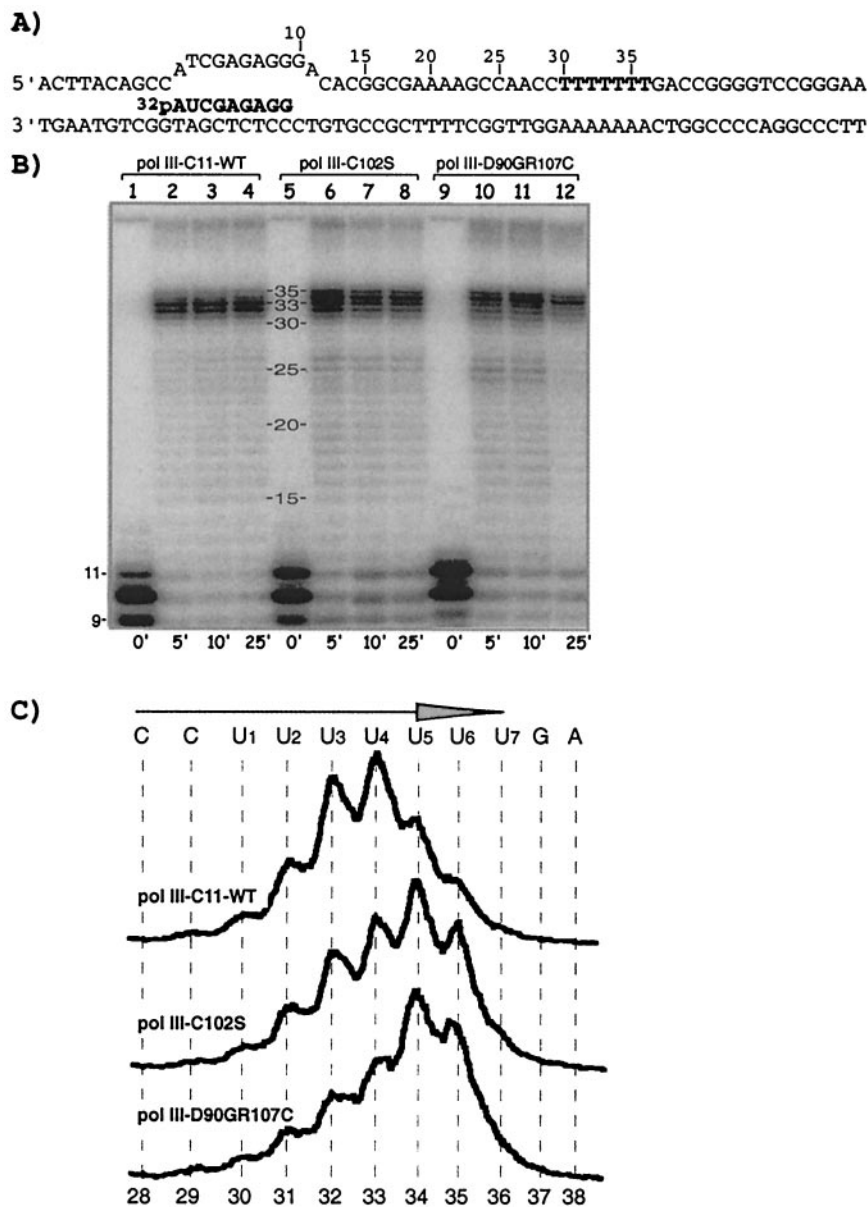 A)
10
ATCGAGAGGGA 15 20 25 30 35
5'ACTTACAGCC CACGGCGAAAAGCCAACCTTTTTTTGACCGGGGTCCGGGAA
32pAUCGAGAGG
3'TGAATGTCGGTAGCTCTCCCTGTGCCGCTTTTCGGTTGGAAAAAAACTGGCCCCAGGCCCTT
B)
pol III-C11-WT pol III-C102S pol III-D90GR107C
1 2 3 4 5 6 7 8 9 10 11 12
-35-
-33-
-30-
-25-
-20-
-15-
11-
9-
0' 5' 10' 25' 0' 5' 10' 25' 0' 5' 10' 25'
C)
C C U1 U2 U3 U4 U5 U6 U7 G A
pol III-C11-WT
pol III-C102S
pol III-D90GR107C
28 29 30 31 32 33 34 35 36 37 38